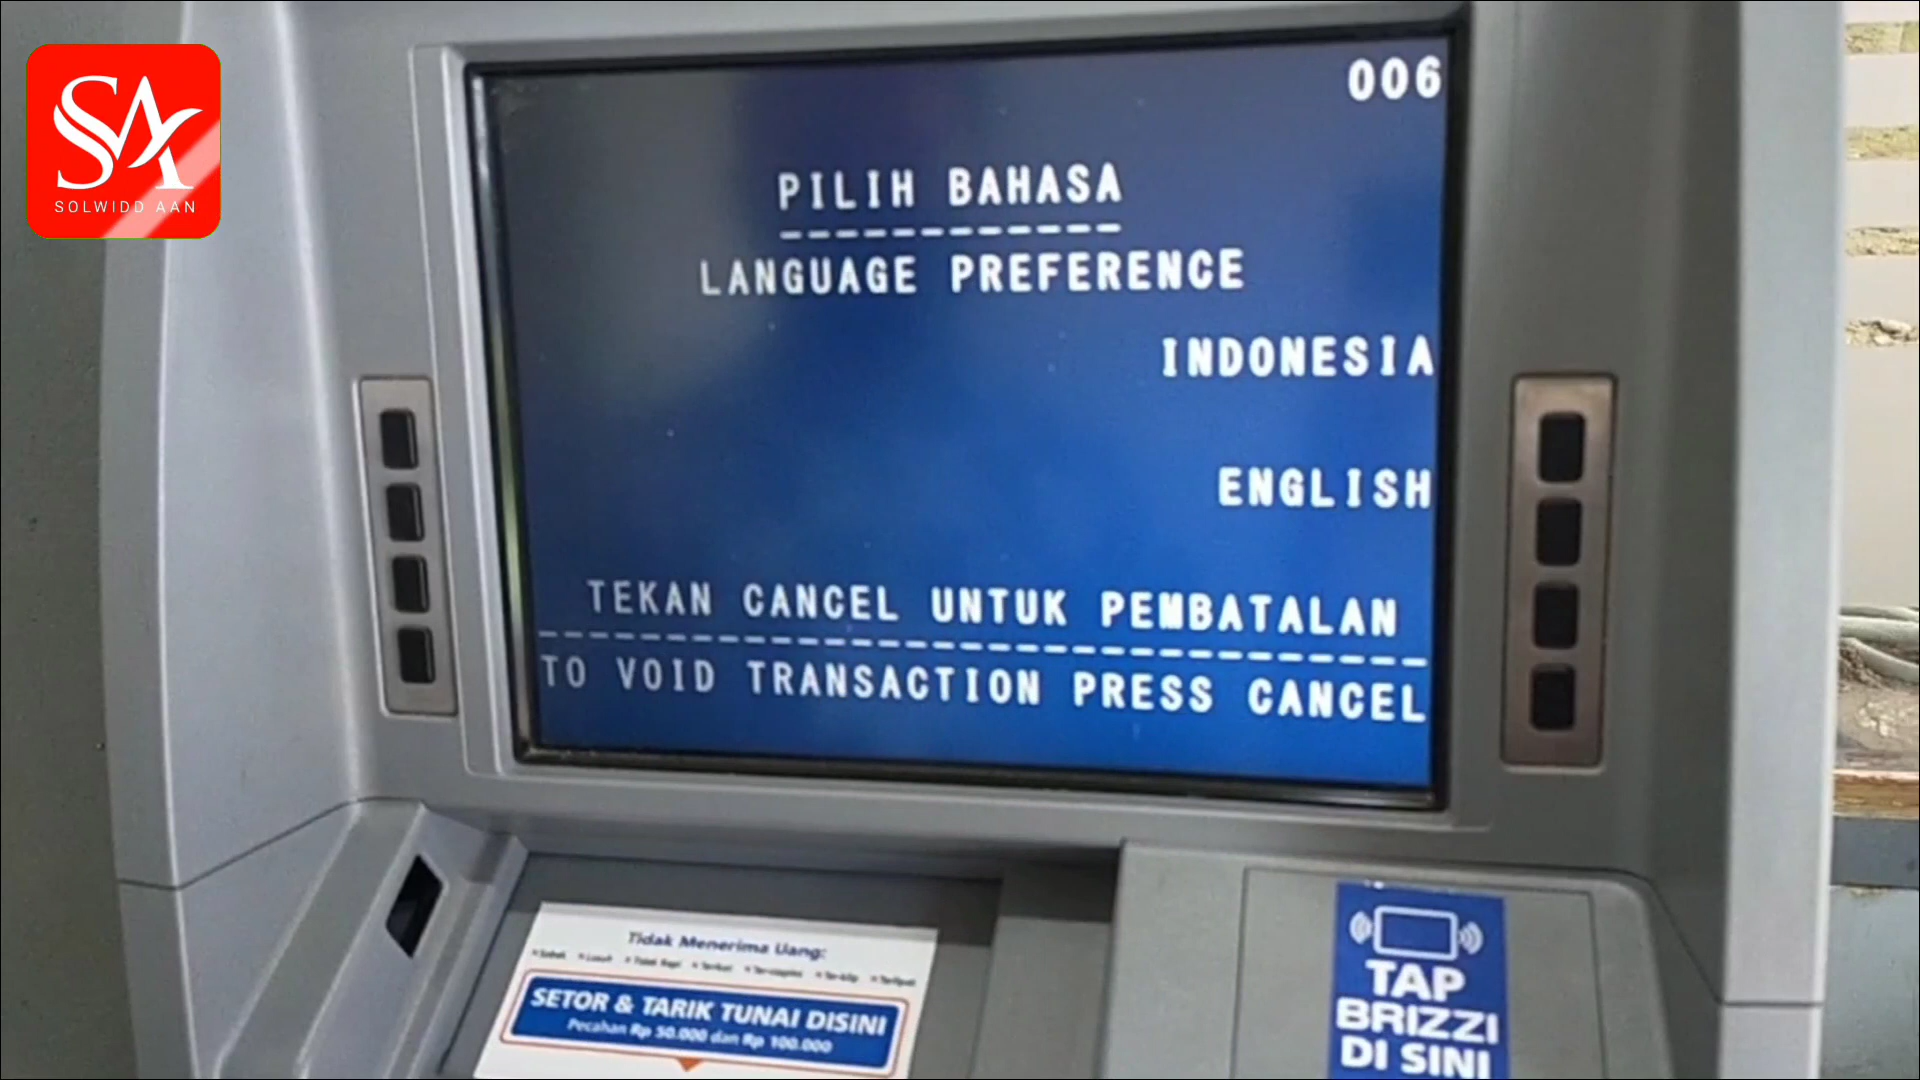 SA
SOLWIDD AAN
006
PILIH BAHASA
LANGUAGE PREFERENCE
INDONESIA
ENGLISH
TEKAN CANCEL UNTUK PEMBATALAN
TO VOID TRANSACTION PRESS CANCEL
Tidak Menerima Uang:
SETOR & TARIK TUNAI DISINI
Pecahan Rp 50.000 dan Rp 100.000
TAP
BRIZZI
DI SINI